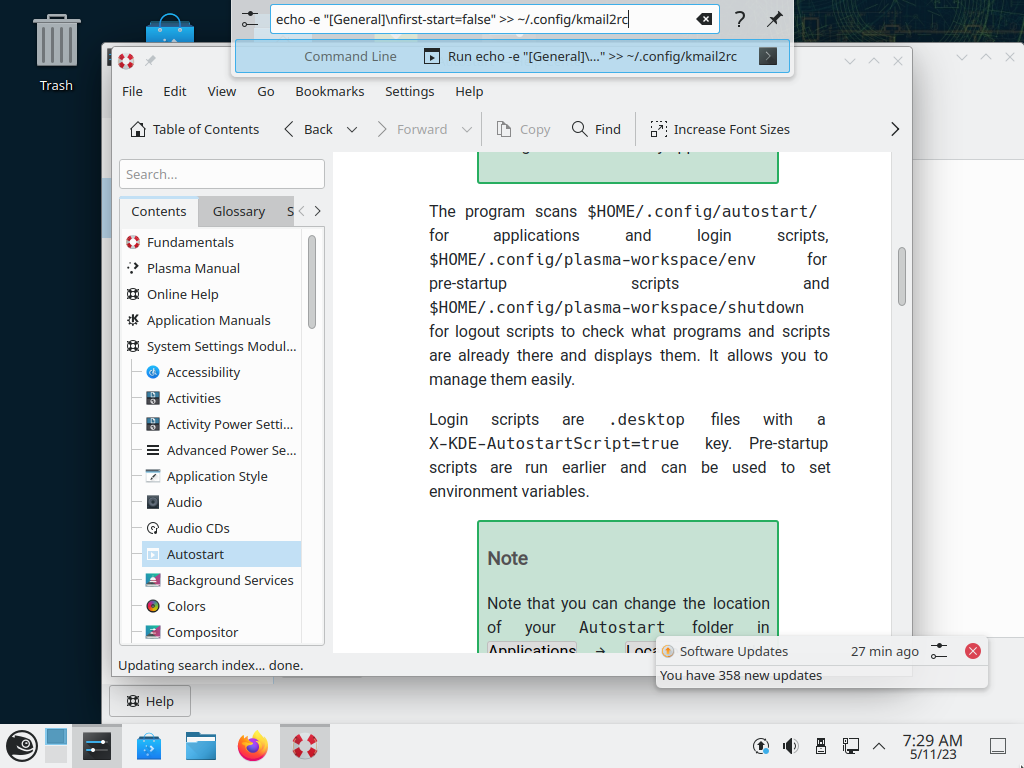 echo -e "[General]\nfirst-start=false" >> ~/.config/kmail2rc
?
Command Line
Run echo -e "[General]\..." >> ~/.config/kmail2rc
Trash
File Edit View Go Bookmarks Settings Help
Table of Contents Back Forward Copy Find Increase Font Sizes
Search...
Contents Glossary S
Fundamentals
Plasma Manual
Online Help
Application Manuals
System Settings Modul...
Accessibility
Activities
Activity Power Setti...
Advanced Power Se...
Application Style
Audio
Audio CDs
Autostart
Background Services
Colors
Compositor
The program scans $HOME/.config/autostart/
for applications and login scripts,
$HOME/.config/plasma-workspace/env for
pre-startup scripts and
$HOME/.config/plasma-workspace/shutdown
for logout scripts to check what programs and scripts
are already there and displays them. It allows you to
manage them easily.
Login scripts are .desktop files with a
X-KDE-AutostartScript=true key. Pre-startup
scripts are run earlier and can be used to set
environment variables.
Note
Note that you can change the location
of your Autostart folder in
Applications → Loca
Updating search index... done.
Software Updates 27 min ago
You have 358 new updates
Help
7:29 AM
5/11/23